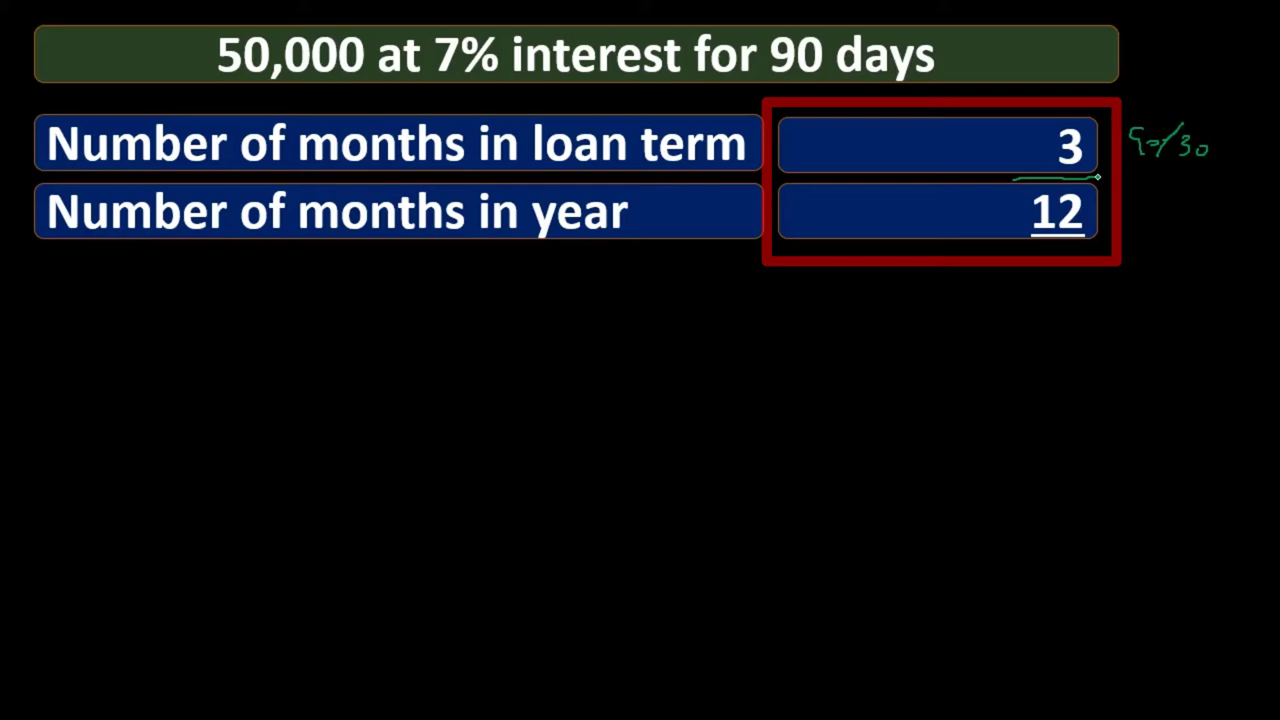 50,000 at 7% interest for 90 days
Number of months in loan term 3 90/30
Number of months in year 12